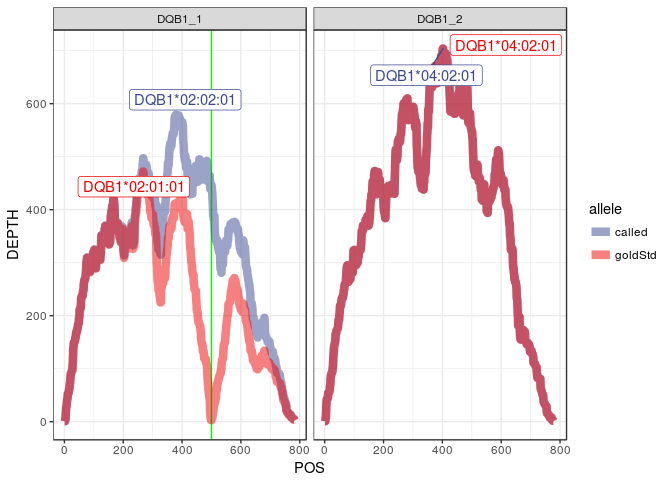 DQB1_1
DQB1_2
DQB1*04:02:01
DQB1*04:02:01
DQB1*02:02:01
DQB1*02:01:01
DEPTH
600
400
200
0
allele
called
goldStd
0 200 400 600 800
0 200 400 600 800
POS